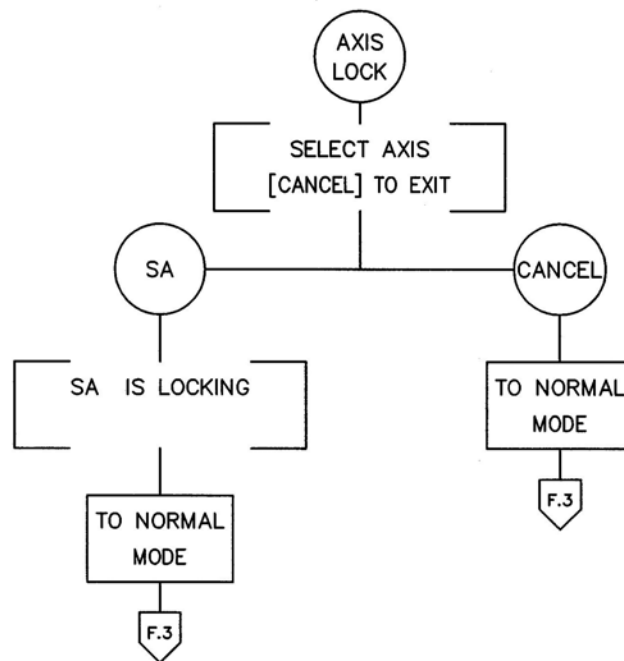 AXIS
LOCK
SELECT AXIS
[CANCEL] TO EXIT
SA
CANCEL
SA IS LOCKING
TO NORMAL
MODE
F.3
TO NORMAL
MODE
F.3